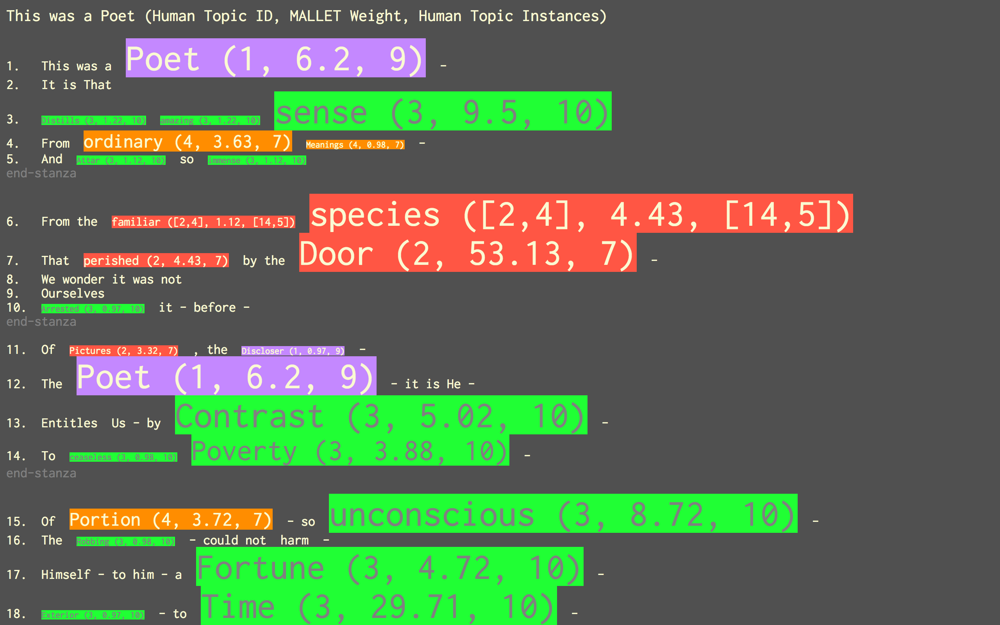 This was a Poet (Human Topic ID, MALLET Weight, Human Topic Instances)
1. This was a Poet (1, 6.2, 9) –
2. It is That
3. Distills (3, 1.22, 10) amazing (3, 1.22, 10) sense (3, 9.5, 10)
4. From ordinary (4, 3.63, 7) Meanings (4, 0.98, 7) –
5. And Attar (3, 1.12, 10) so immense (3, 1.12, 10)
end-stanza
6. From the familiar ([2,4], 1.12, [14,5]) species ([2,4], 4.43, [14,5])
7. That perished (2, 4.43, 7) by the Door (2, 53.13, 7) –
8. We wonder it was not
9. Ourselves
10. Arrested (3, 0.97, 10) it – before –
end-stanza
11. Of Pictures (2, 3.32, 7) , the Discloser (1, 0.97, 9) –
12. The Poet (1, 6.2, 9) – it is He –
13. Entitles Us – by Contrast (3, 5.02, 10) –
14. To ceaseless (3, 0.98, 10) Poverty (3, 3.88, 10) –
end-stanza
15. Of Portion (4, 3.72, 7) – so unconscious (3, 8.72, 10) –
16. The Robbing (3, 0.98, 10) – could not harm –
17. Himself – to him – a Fortune (3, 4.72, 10) –
18. Exterior (3, 0.97, 10) – to Time (3, 29.71, 10) –